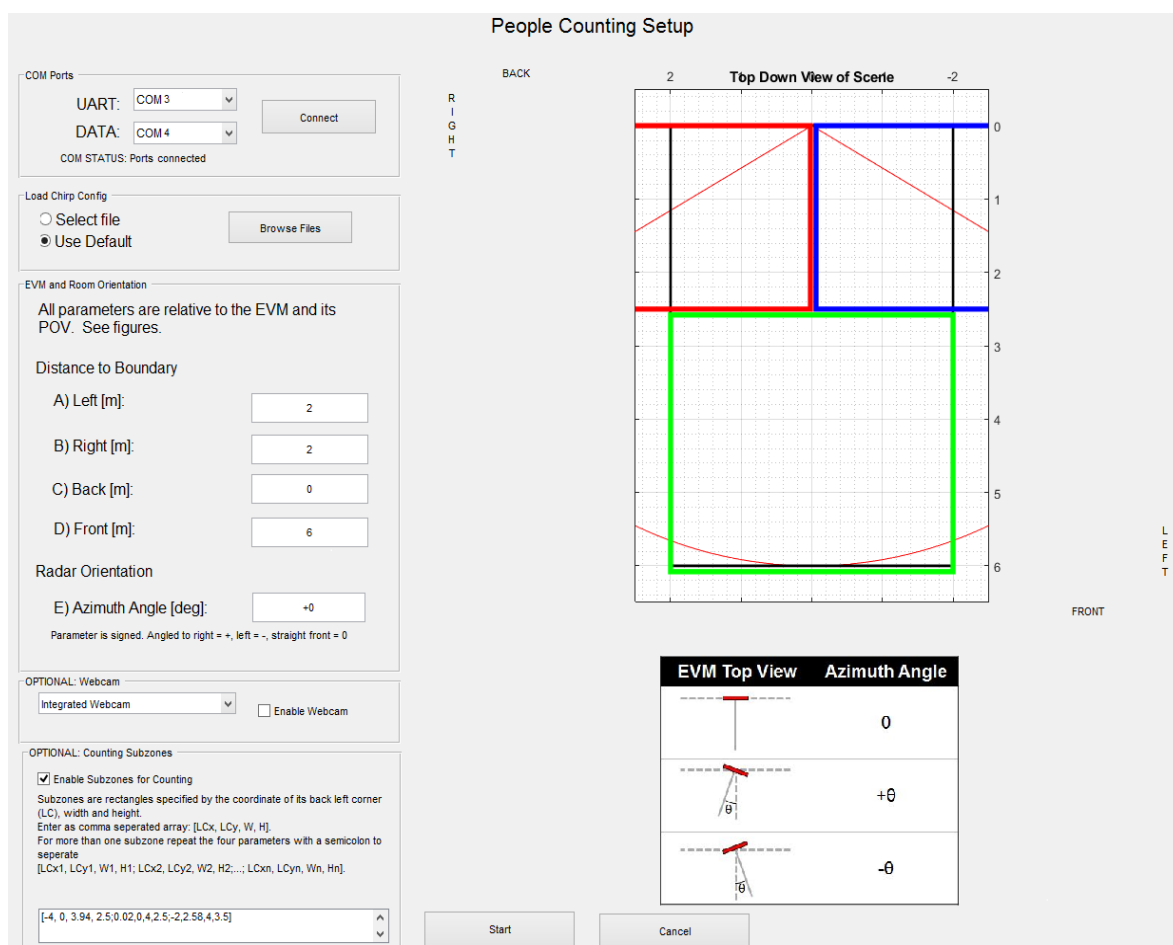 People Counting Setup
COM Ports
UART: COM 3
DATA: COM 4
Connect
COM STATUS: Ports connected
Load Chirp Config
Select file
Use Default
Browse Files
EVM and Room Orientation
All parameters are relative to the EVM and its
POV. See figures.
Distance to Boundary
A) Left [m]: 2
B) Right [m]: 2
C) Back [m]: 0
D) Front [m]: 6
Radar Orientation
E) Azimuth Angle [deg]: +0
Parameter is signed. Angled to right = +, left = -, straight front = 0
OPTIONAL: Webcam
Integrated Webcam
Enable Webcam
OPTIONAL: Counting Subzones
Enable Subzones for Counting
Subzones are rectangles specified by the coordinate of its back left corner
(LC), width and height.
Enter as comma seperated array: [LCx, LCy, W, H].
For more than one subzone repeat the four parameters with a semicolon to
seperate
[LCx1, LCy1, W1, H1; LCx2, LCy2, W2, H2;...; LCxn, LCyn, Wn, Hn].
[-4, 0, 3.94, 2.5;0.02,0,4,2.5;-2,2.58,4,3.5]
BACK
RIGHT
Top Down View of Scene
2 -2
0
1
2
3
4
5
6
LEFT
FRONT
EVM Top View Azimuth Angle
0
θ +θ
θ -θ
Start
Cancel